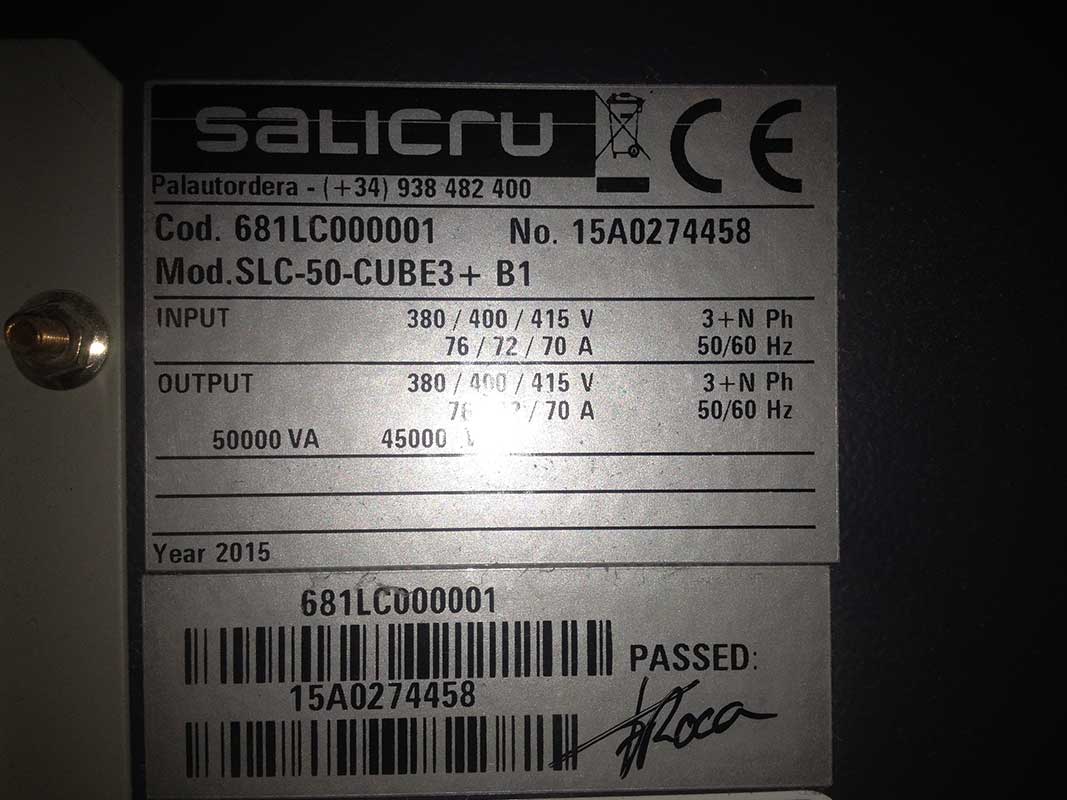 SALICRU
CE
Palautordera - (+34) 938 482 400
Cod. 681LC000001 No. 15A0274458
Mod.SLC-50-CUBE3+ B1
INPUT 380 / 400 / 415 V 3+N Ph
76 / 72 / 70 A 50/60 Hz
OUTPUT 380 / 400 / 415 V 3+N Ph
/ 70 A 50/60 Hz
50000 VA 45000
Year 2015
681LC000001
15A0274458
PASSED:
Roca